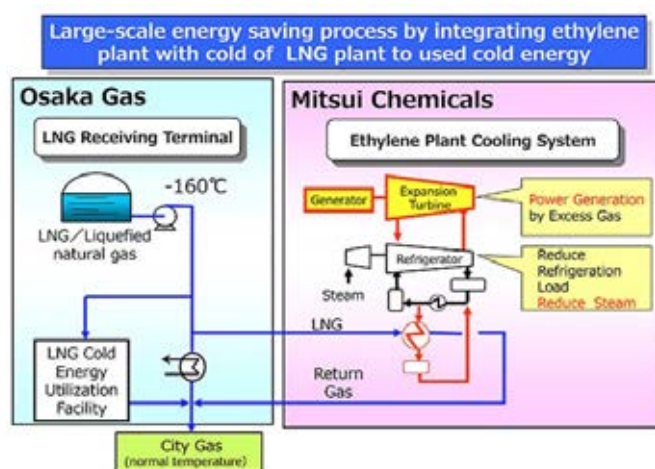 Large-scale energy saving process by integrating ethylene
plant with cold of LNG plant to used cold energy
Osaka Gas
LNG Receiving Terminal
-160℃
LNG/Liquefied
natural gas
LNG Cold
Energy
Utilization
Facility
City Gas
(normal temperature)
Mitsui Chemicals
Ethylene Plant Cooling System
Generator
Expansion
Turbine
Power Generation
by Excess Gas
Refrigerator
Steam
Reduce
Refrigeration
Load
Reduce Steam
LNG
Return
Gas